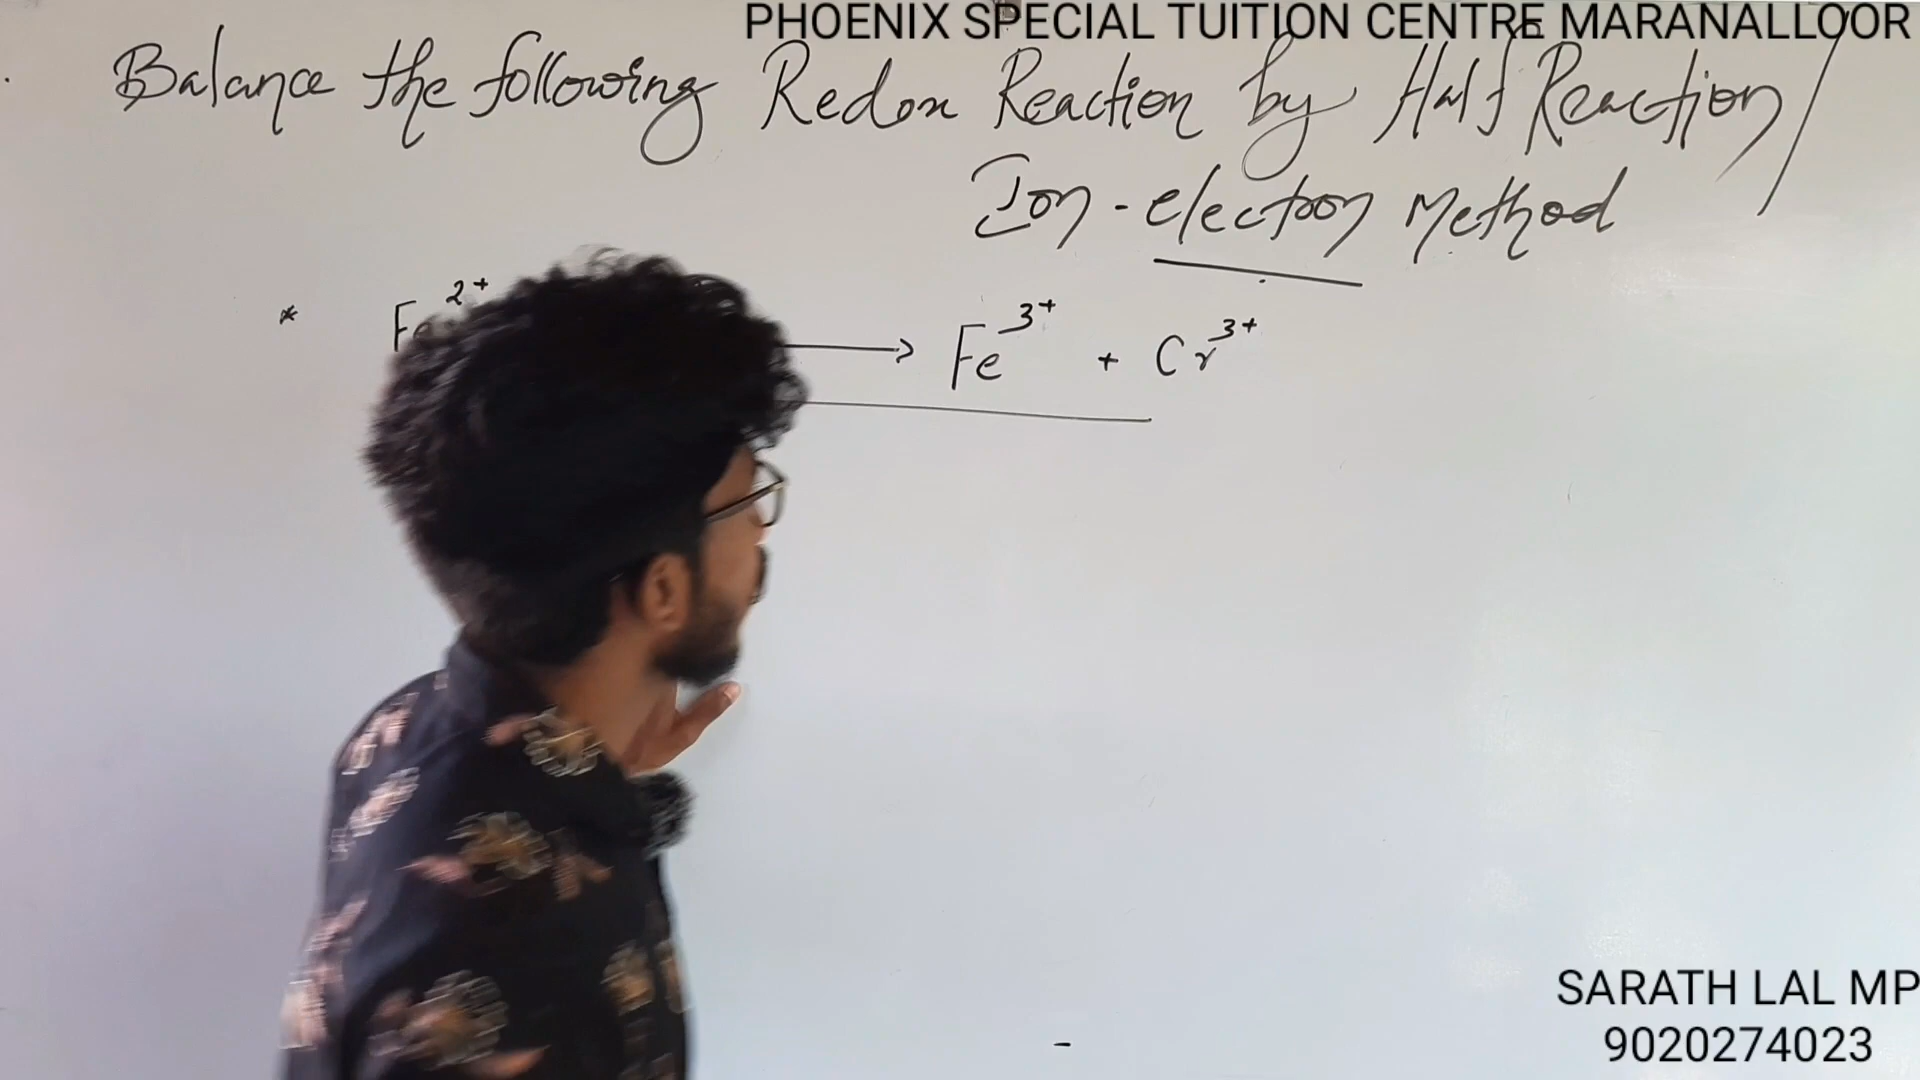 PHOENIX SPECIAL TUITION CENTRE MARANALLOOR
Balance the following Redox Reaction by Half Reaction/
Ion-electron Method
* Fe²⁺ → Fe³⁺ + Cr³⁺
SARATH LAL MP
9020274023